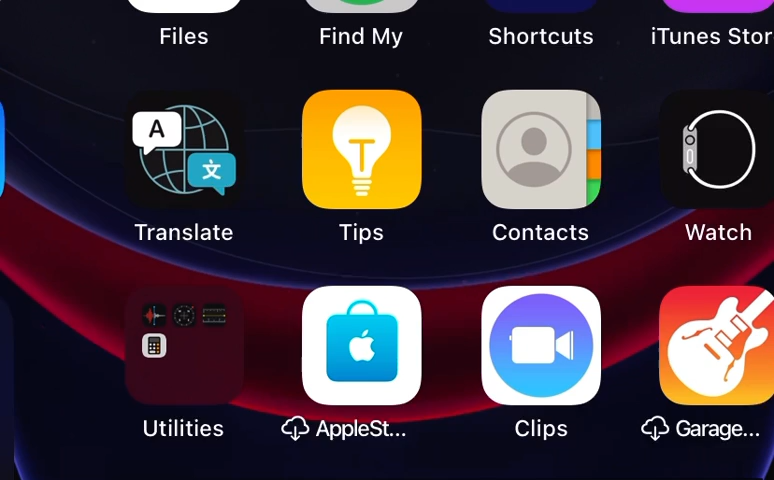 Files
Find My
Shortcuts
iTunes Stor
A
文
Translate
Tips
Contacts
Watch
Utilities
AppleSt...
Clips
Garage...